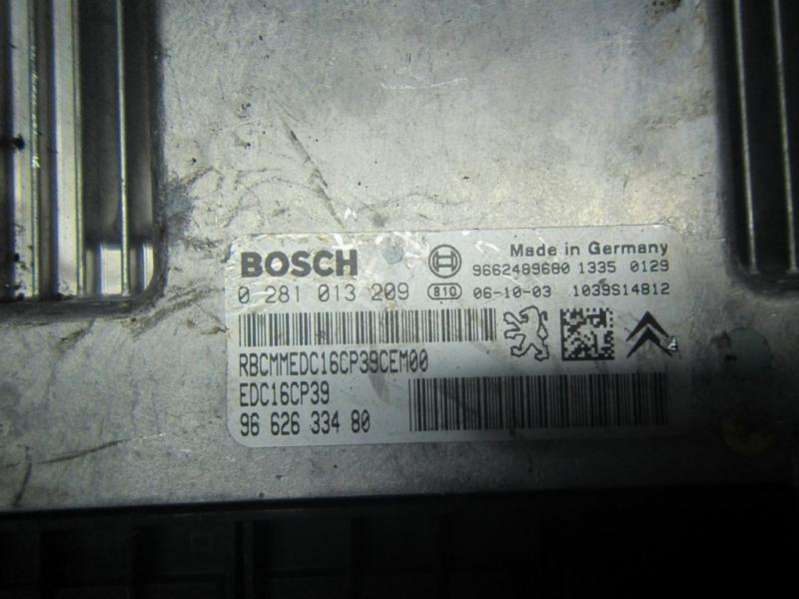 BOSCH
Made in Germany
9662489680 1335 0129
0 281 013 209
810
06-10-03 1039S14812
RBCMMEDC16CP39CEM00
EDC16CP39
96 626 334 80